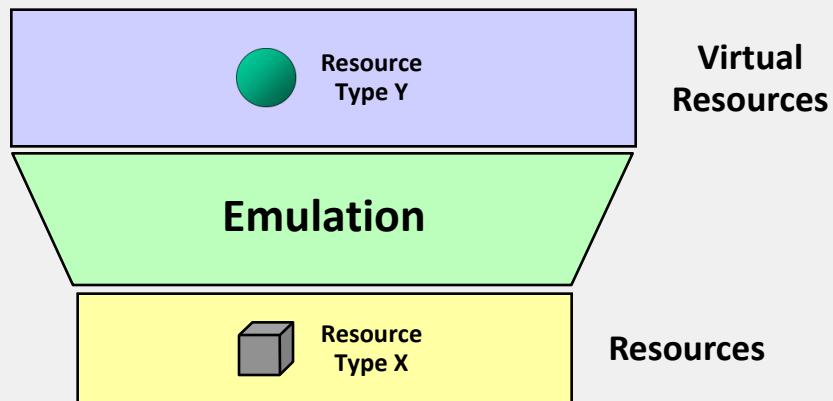 Resource
Type Y
Virtual
Resources
Emulation
Resource
Type X
Resources